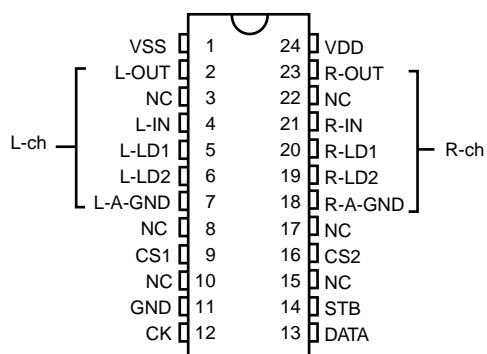 VSS 1 24 VDD
L-OUT 2 23 R-OUT
NC 3 22 NC
L-IN 4 21 R-IN
L-ch L-LD1 5 20 R-LD1 R-ch
L-LD2 6 19 R-LD2
L-A-GND 7 18 R-A-GND
NC 8 17 NC
CS1 9 16 CS2
NC 10 15 NC
GND 11 14 STB
CK 12 13 DATA